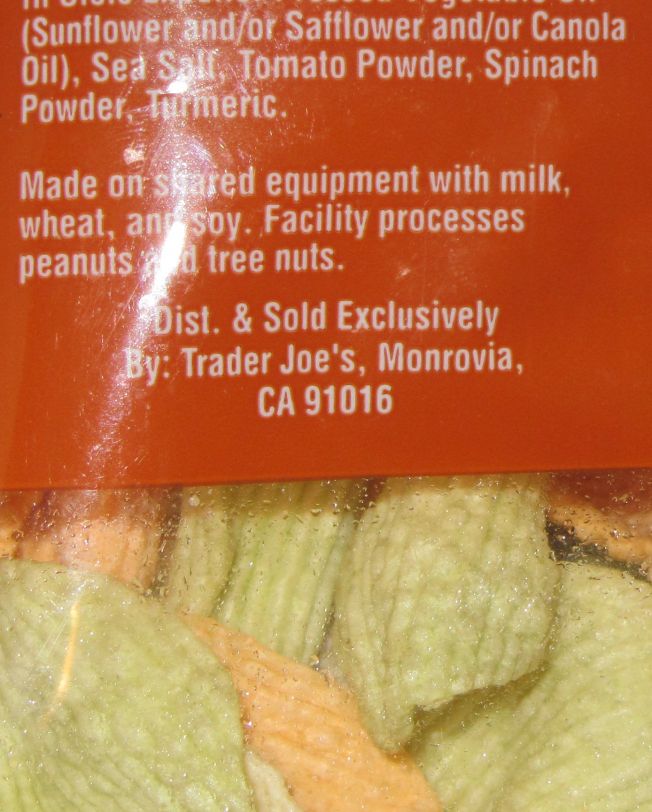 (Sunflower and/or Safflower and/or Canola
Oil), Sea Salt, Tomato Powder, Spinach
Powder, Turmeric.
Made on shared equipment with milk,
wheat, and soy. Facility processes
peanuts and tree nuts.
Dist. & Sold Exclusively
By: Trader Joe's, Monrovia,
CA 91016